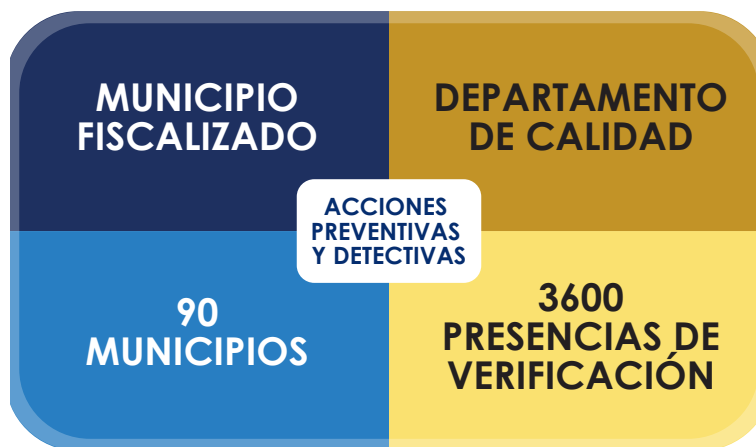 MUNICIPIO
FISCALIZADO
DEPARTAMENTO
DE CALIDAD
ACCIONES
PREVENTIVAS
Y DETECTIVAS
90
MUNICIPIOS
3600
PRESENCIAS DE
VERIFICACIÓN